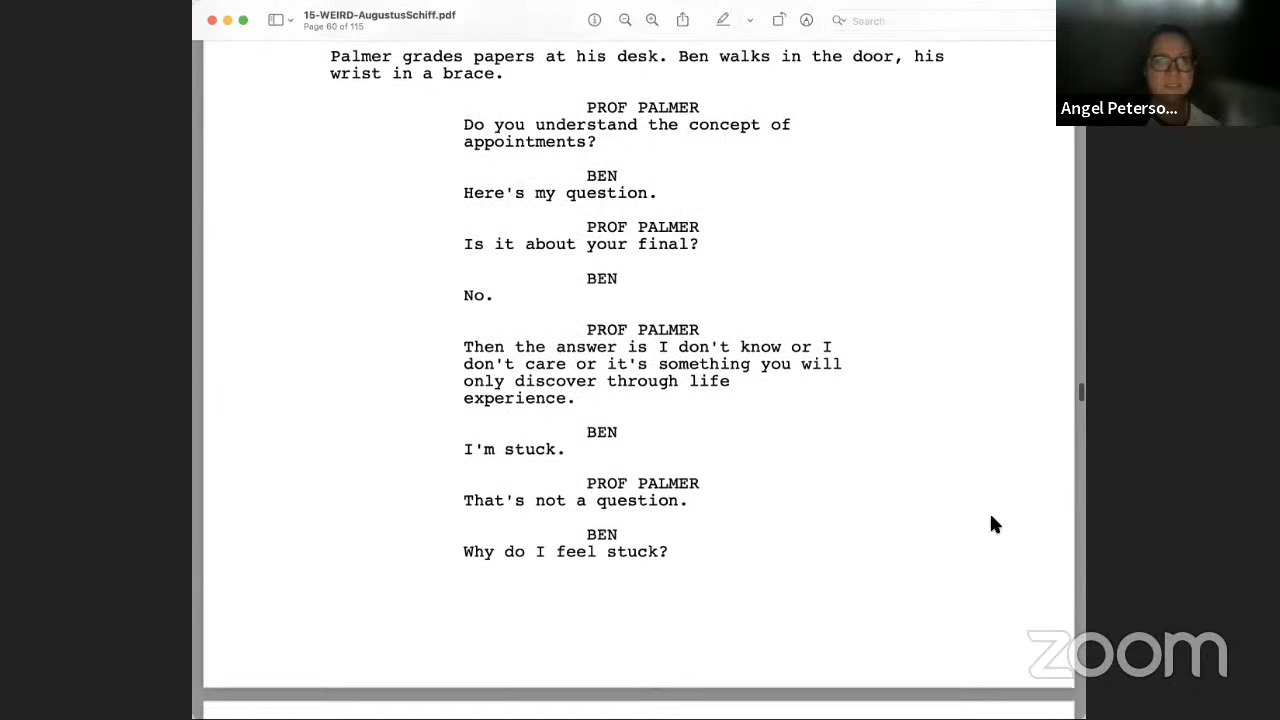 15-WEIRD-AugustusSchiff.pdf
Page 60 of 115
Search
Palmer grades papers at his desk. Ben walks in the door, his
wrist in a brace.
PROF PALMER
Do you understand the concept of
appointments?
BEN
Here's my question.
PROF PALMER
Is it about your final?
BEN
No.
PROF PALMER
Then the answer is I don't know or I
don't care or it's something you will
only discover through life
experience.
BEN
I'm stuck.
PROF PALMER
That's not a question.
BEN
Why do I feel stuck?
Angel Peterso...
zoom